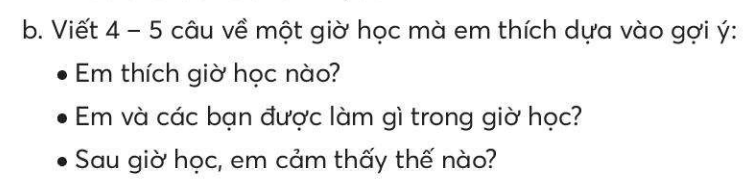 b. Viết 4 – 5 câu về một giờ học mà em thích dựa vào gợi ý:
• Em thích giờ học nào?
• Em và các bạn được làm gì trong giờ học?
• Sau giờ học, em cảm thấy thế nào?